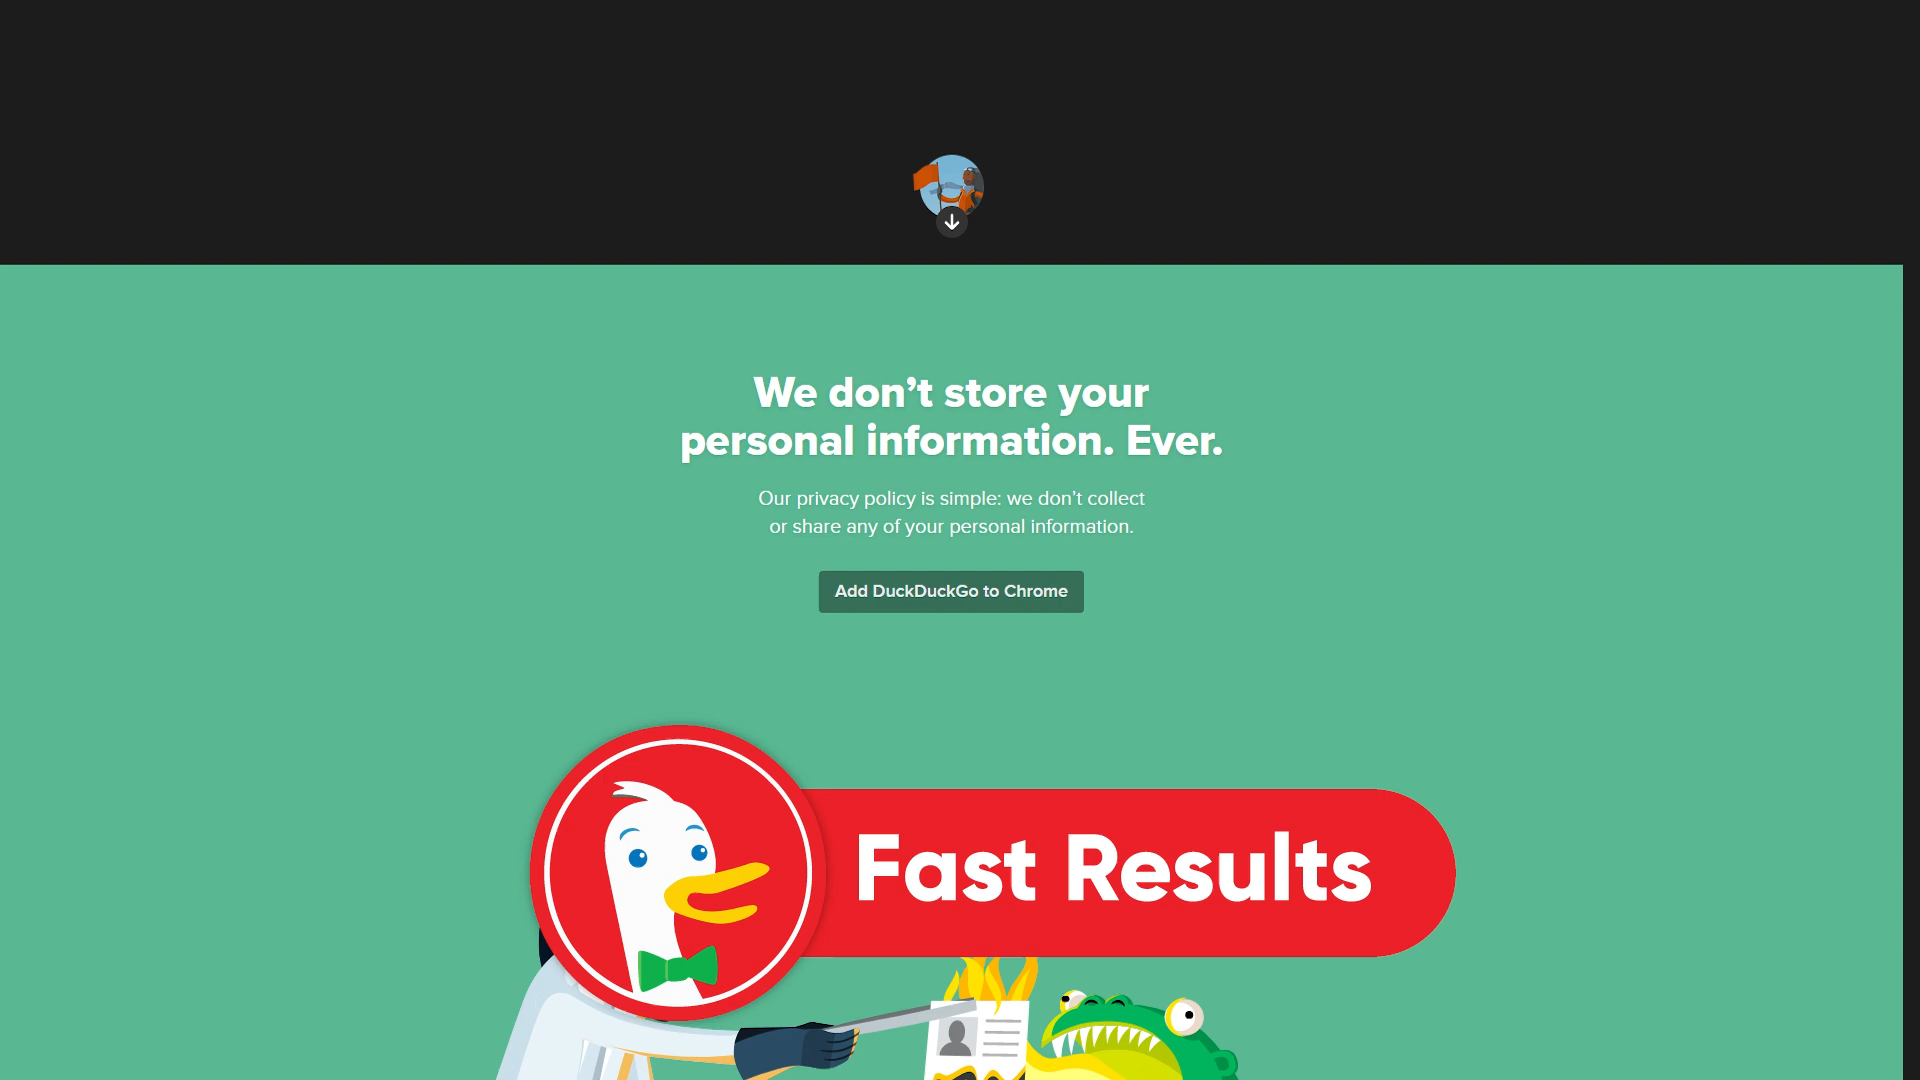 We don’t store your
personal information. Ever.
Our privacy policy is simple: we don’t collect
or share any of your personal information.
Add DuckDuckGo to Chrome
Fast Results